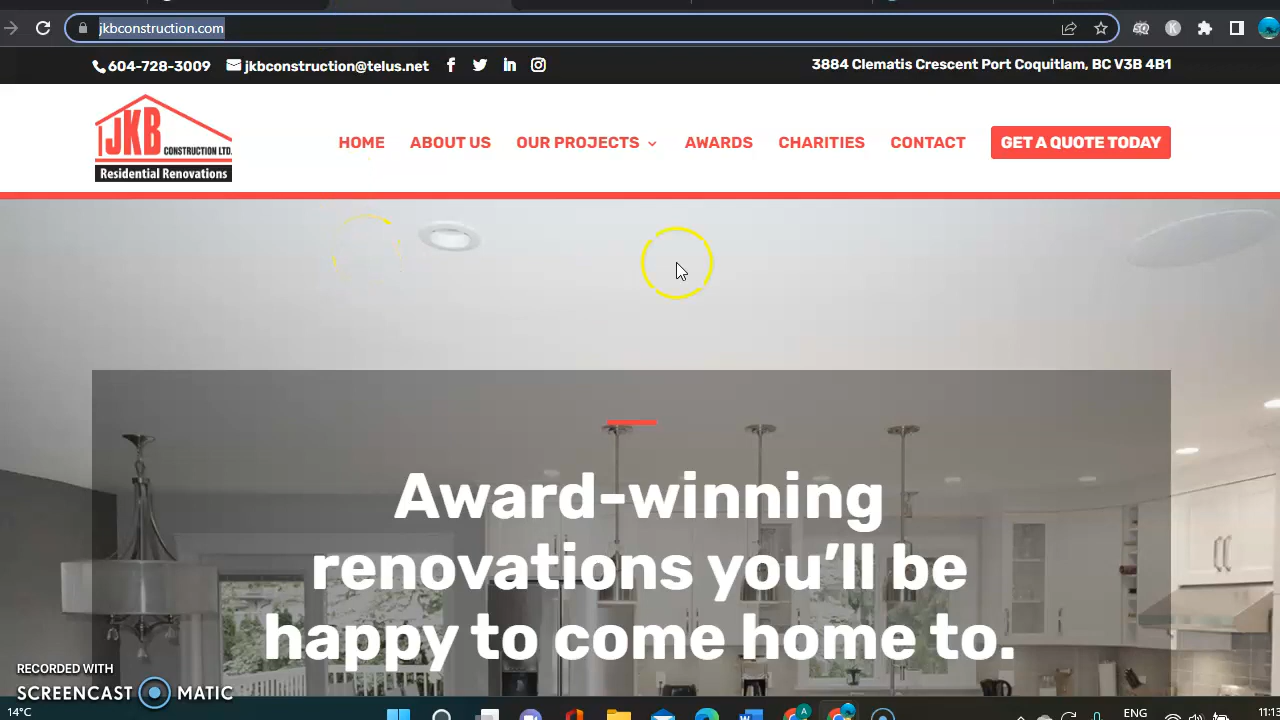 jkbconstruction.com
604-728-3009 jkbconstruction@telus.net 3884 Clematis Crescent Port Coquitlam, BC V3B 4B1
JKB CONSTRUCTION LTD.
Residential Renovations
HOME ABOUT US OUR PROJECTS AWARDS CHARITIES CONTACT GET A QUOTE TODAY
Award-winning
renovations you’ll be
happy to come home to.
RECORDED WITH
SCREENCAST MATIC
14°C
ENG
11:13